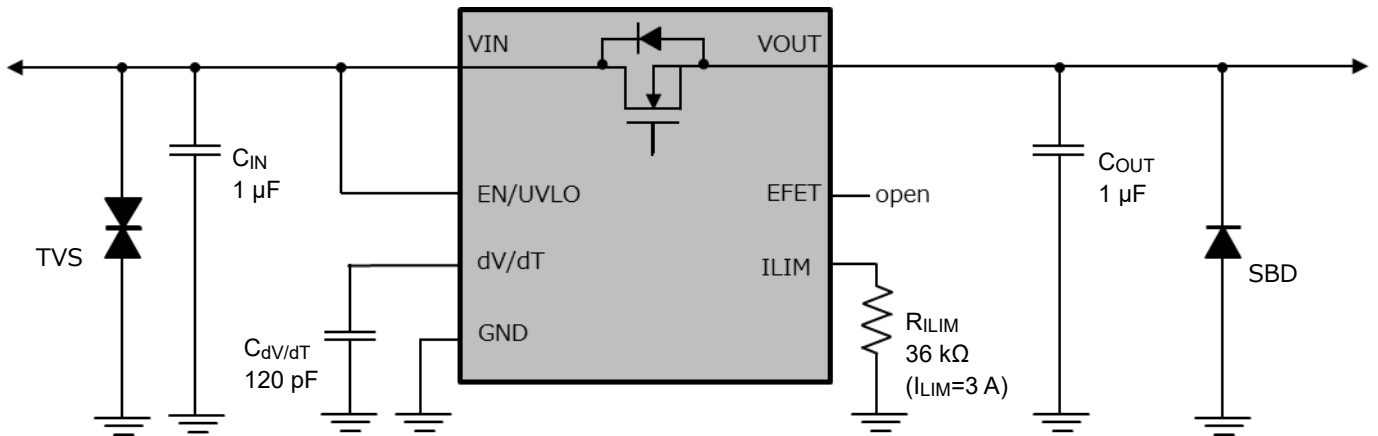 VIN
VOUT
CIN
1 µF
EN/UVLO
EFET
open
COUT
1 µF
TVS
dV/dT
ILIM
SBD
GND
CdV/dT
120 pF
RILIM
36 kΩ
(ILIM=3 A)